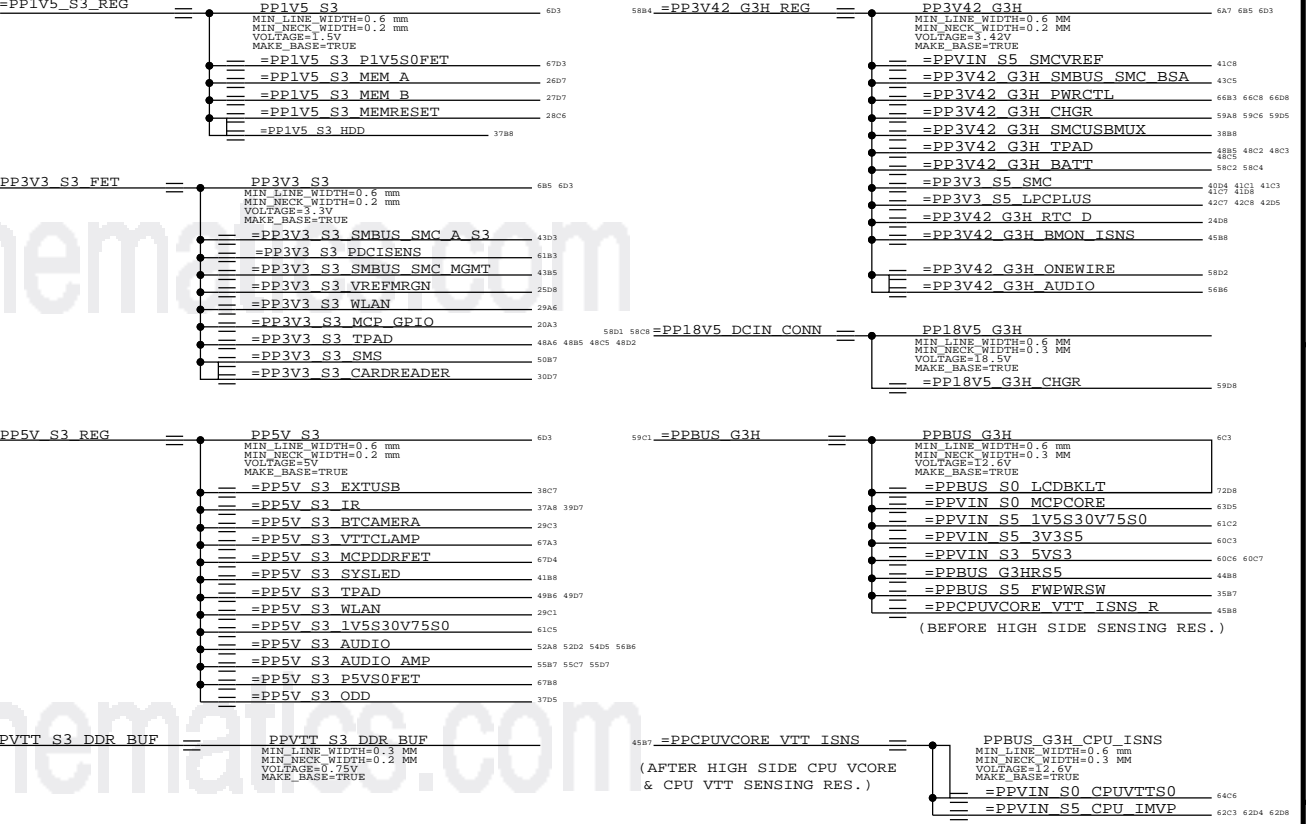 =PP1V5_S3_REG
PP1V5_S3 6D3
MIN_LINE_WIDTH=0.6 mm
MIN_NECK_WIDTH=0.2 mm
VOLTAGE=1.5V
MAKE_BASE=TRUE
=PP1V5_S3_P1V5S0FET 67D3
=PP1V5_S3_MEM_A 26D7
=PP1V5_S3_MEM_B 27D7
=PP1V5_S3_MEMRESET 28C6
=PP1V5_S3_HDD 37B8
PP3V3_S3_FET
PP3V3_S3 6B5 6D3
MIN_LINE_WIDTH=0.6 mm
MIN_NECK_WIDTH=0.2 mm
VOLTAGE=3.3V
MAKE_BASE=TRUE
=PP3V3_S3_SMBUS_SMC_A_S3 43D3
=PP3V3_S3_PDCISENS 61B3
=PP3V3_S3_SMBUS_SMC_MGMT 43B5
=PP3V3_S3_VREFMRGN 25D8
=PP3V3_S3_WLAN 29A6
=PP3V3_S3_MCP_GPIO 20A3
=PP3V3_S3_TPAD 48A6 48B5 48C5 48D2
=PP3V3_S3_SMS 50B7
=PP3V3_S3_CARDREADER 30D7
PP5V_S3_REG
PP5V_S3 6D3
MIN_LINE_WIDTH=0.6 mm
MIN_NECK_WIDTH=0.2 mm
VOLTAGE=5V
MAKE_BASE=TRUE
=PP5V_S3_EXTUSB 38C7
=PP5V_S3_IR 37A8 39D7
=PP5V_S3_BTCAMERA 29C3
=PP5V_S3_VTTCLAMP 67A3
=PP5V_S3_MCPDDRFET 67D4
=PP5V_S3_SYSLED 41B8
=PP5V_S3_TPAD 49B6 49D7
=PP5V_S3_WLAN 29C1
=PP5V_S3_1V5S30V75S0 61C5
=PP5V_S3_AUDIO 52A8 52D2 54D5 56B6
=PP5V_S3_AUDIO_AMP 55B7 55C7 55D7
=PP5V_S3_P5VS0FET 67B8
=PP5V_S3_ODD 37D5
PVTT_S3_DDR_BUF
PPVTT_S3_DDR_BUF
MIN_LINE_WIDTH=0.3 MM
MIN_NECK_WIDTH=0.2 MM
VOLTAGE=0.75V
MAKE_BASE=TRUE
58B4 =PP3V42_G3H_REG
PP3V42_G3H 6A7 6B5 6D3
MIN_LINE_WIDTH=0.6 MM
MIN_NECK_WIDTH=0.2 MM
VOLTAGE=3.42V
MAKE_BASE=TRUE
=PPVIN_S5_SMCVREF 41C8
=PP3V42_G3H_SMBUS_SMC_BSA 43C5
=PP3V42_G3H_PWRCTL 66B3 66C8 66D8
=PP3V42_G3H_CHGR 59A8 59C6 59D5
=PP3V42_G3H_SMCUSBMUX 38B8
=PP3V42_G3H_TPAD 48B5 48C2 48C3
48C5
=PP3V42_G3H_BATT 58C2 58C4
=PP3V3_S5_SMC 40D4 41C1 41C3
41C7 41D8
=PP3V3_S5_LPCPLUS 42C7 42C8 42D5
=PP3V42_G3H_RTC_D 24D8
=PP3V42_G3H_BMON_ISNS 45B8
=PP3V42_G3H_ONEWIRE 58D2
=PP3V42_G3H_AUDIO 56B6
58D1 58C8 =PP18V5_DCIN_CONN
PP18V5_G3H
MIN_LINE_WIDTH=0.6 MM
MIN_NECK_WIDTH=0.3 MM
VOLTAGE=18.5V
MAKE_BASE=TRUE
=PP18V5_G3H_CHGR 59D8
59C1 =PPBUS_G3H
PPBUS_G3H 6C3
MIN_LINE_WIDTH=0.6 mm
MIN_NECK_WIDTH=0.3 MM
VOLTAGE=12.6V
MAKE_BASE=TRUE
=PPBUS_S0_LCDBKLT 72D8
=PPVIN_S0_MCPCORE 63D5
=PPVIN_S5_1V5S30V75S0 61C2
=PPVIN_S5_3V3S5 60C3
=PPVIN_S3_5VS3 60C6 60C7
=PPBUS_G3HRS5 44B8
=PPBUS_S5_FWPWRSW 35B7
=PPCPUVCORE_VTT_ISNS_R 45B8
(BEFORE HIGH SIDE SENSING RES.)
45B7 =PPCPUVCORE_VTT_ISNS
(AFTER HIGH SIDE CPU VCORE
& CPU VTT SENSING RES.)
PPBUS_G3H_CPU_ISNS
MIN_LINE_WIDTH=0.6 mm
MIN_NECK_WIDTH=0.3 MM
VOLTAGE=12.6V
MAKE_BASE=TRUE
=PPVIN_S0_CPUVTTS0 64C6
=PPVIN_S5_CPU_IMVP 62C3 62D4 62D8
hematics.com
hematics.com